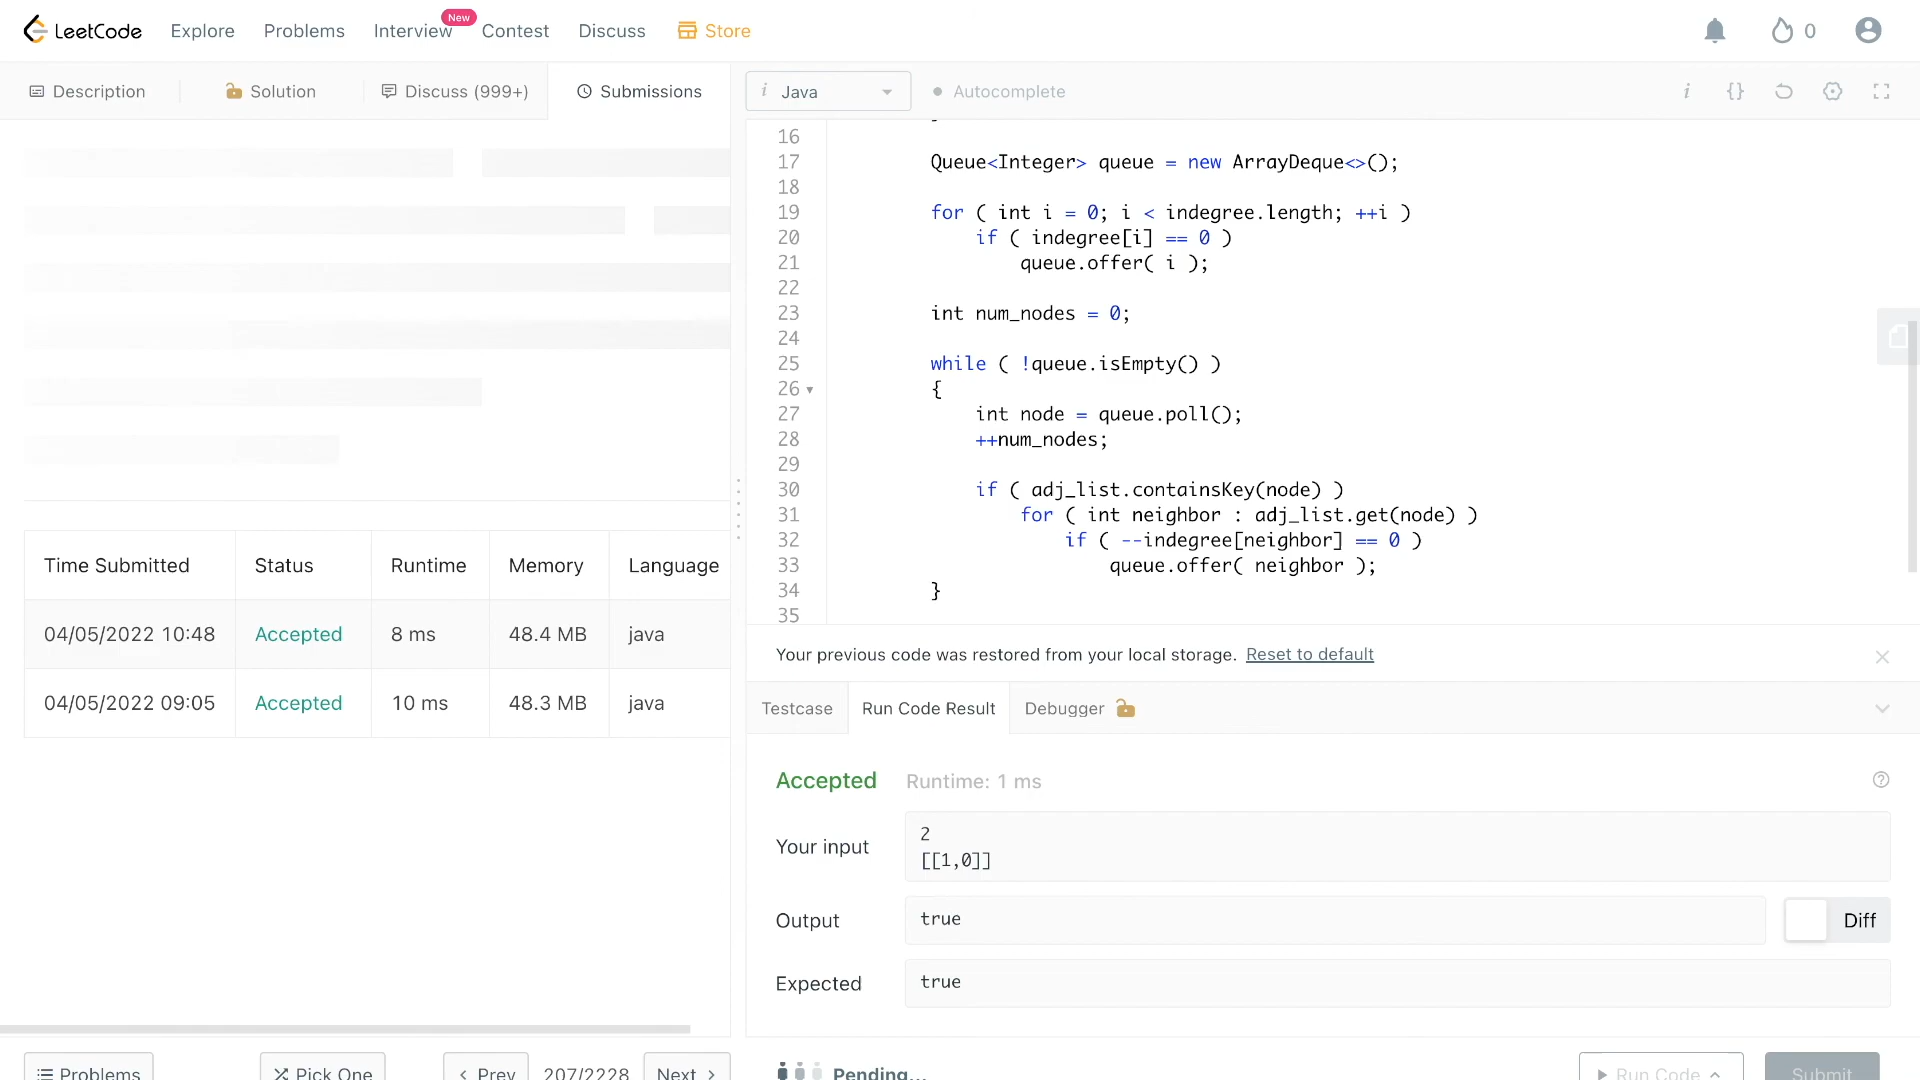 LeetCode Explore Problems Interview New Contest Discuss Store 0
Description Solution Discuss (999+) Submissions
i Java Autocomplete i {}
16
17 Queue<Integer> queue = new ArrayDeque<>();
18
19 for ( int i = 0; i < indegree.length; ++i )
20 if ( indegree[i] == 0 )
21 queue.offer( i );
22
23 int num_nodes = 0;
24
25 while ( !queue.isEmpty() )
26 {
27 int node = queue.poll();
28 ++num_nodes;
29
30 if ( adj_list.containsKey(node) )
31 for ( int neighbor : adj_list.get(node) )
32 if ( --indegree[neighbor] == 0 )
33 queue.offer( neighbor );
34 }
35
Time Submitted Status Runtime Memory Language
04/05/2022 10:48 Accepted 8 ms 48.4 MB java
04/05/2022 09:05 Accepted 10 ms 48.3 MB java
Your previous code was restored from your local storage. Reset to default
Testcase Run Code Result Debugger
Accepted Runtime: 1 ms
Your input
2
[[1,0]]
Output true Diff
Expected true
Problems Pick One < Prev 207/2228 Next > Pending... Run Code Submit